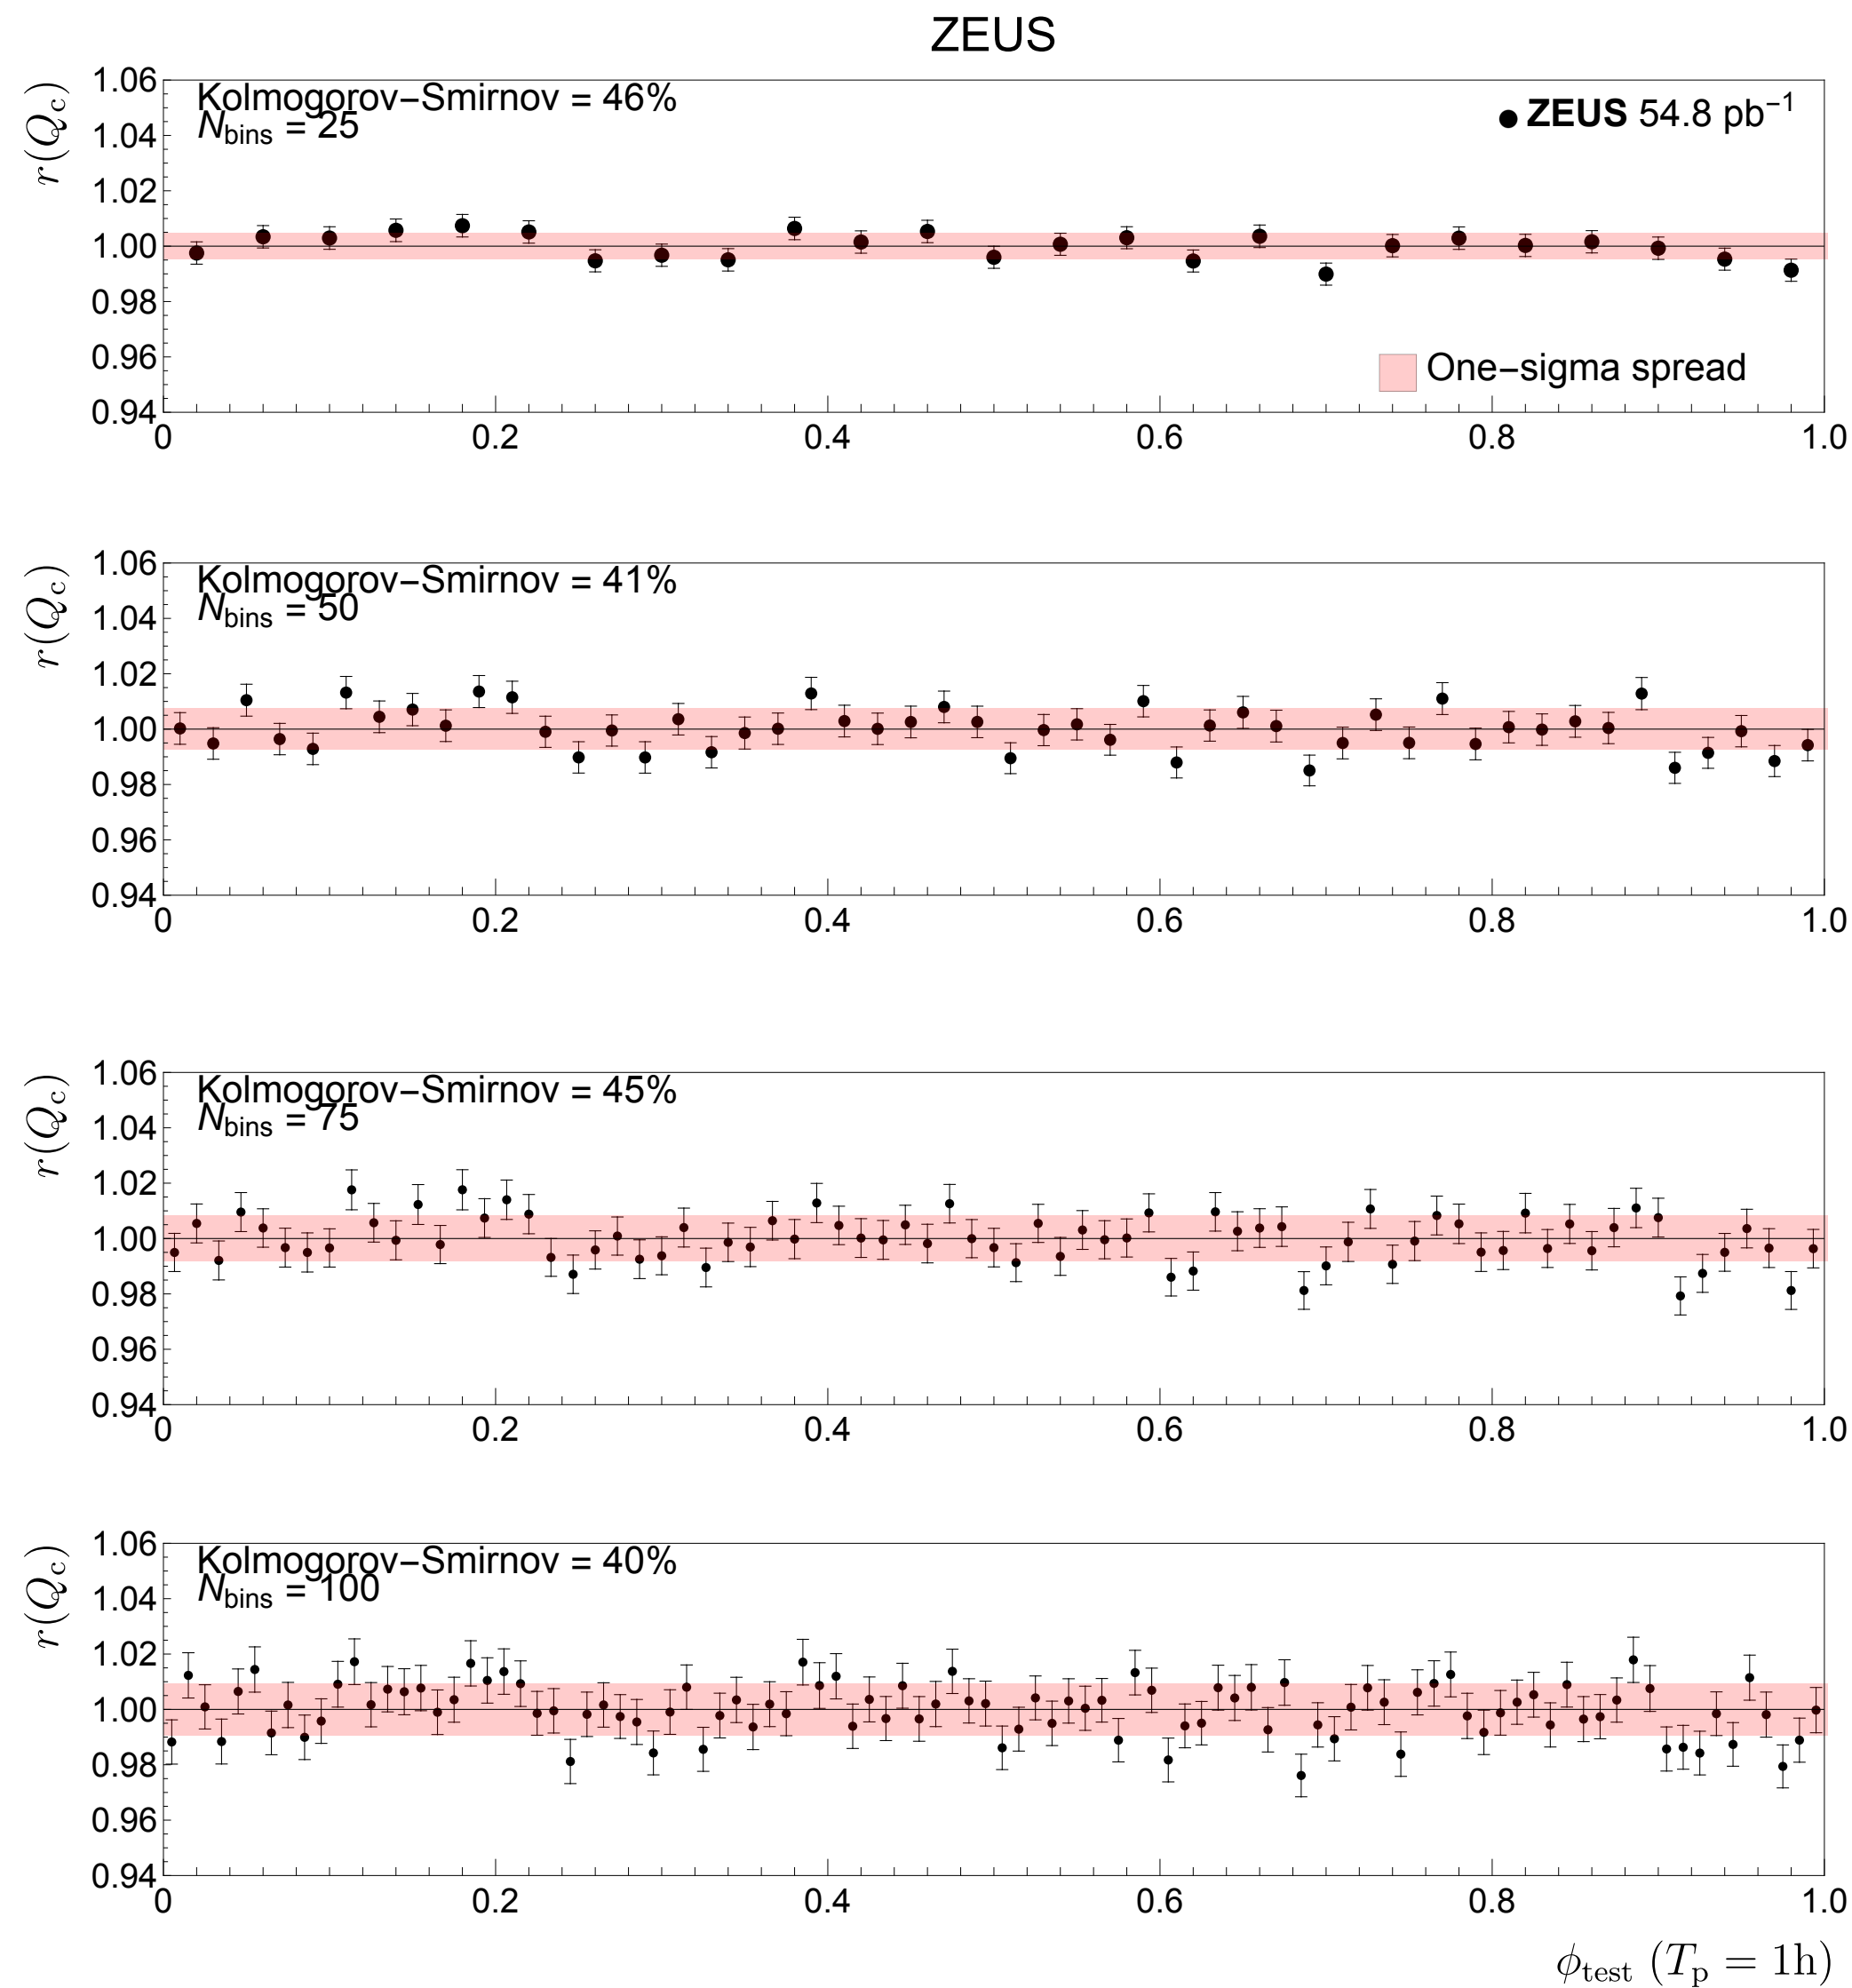 ZEUS
r(Q_c)
1.06
1.04
1.02
1.00
0.98
0.96
0.94
Kolmogorov−Smirnov = 46%
N_bins = 25
● ZEUS 54.8 pb⁻¹
One−sigma spread
0 0.2 0.4 0.6 0.8 1.0
r(Q_c)
1.06
1.04
1.02
1.00
0.98
0.96
0.94
Kolmogorov−Smirnov = 41%
N_bins = 50
0 0.2 0.4 0.6 0.8 1.0
r(Q_c)
1.06
1.04
1.02
1.00
0.98
0.96
0.94
Kolmogorov−Smirnov = 45%
N_bins = 75
0 0.2 0.4 0.6 0.8 1.0
r(Q_c)
1.06
1.04
1.02
1.00
0.98
0.96
0.94
Kolmogorov−Smirnov = 40%
N_bins = 100
0 0.2 0.4 0.6 0.8 1.0
ϕ_test (T_p = 1h)